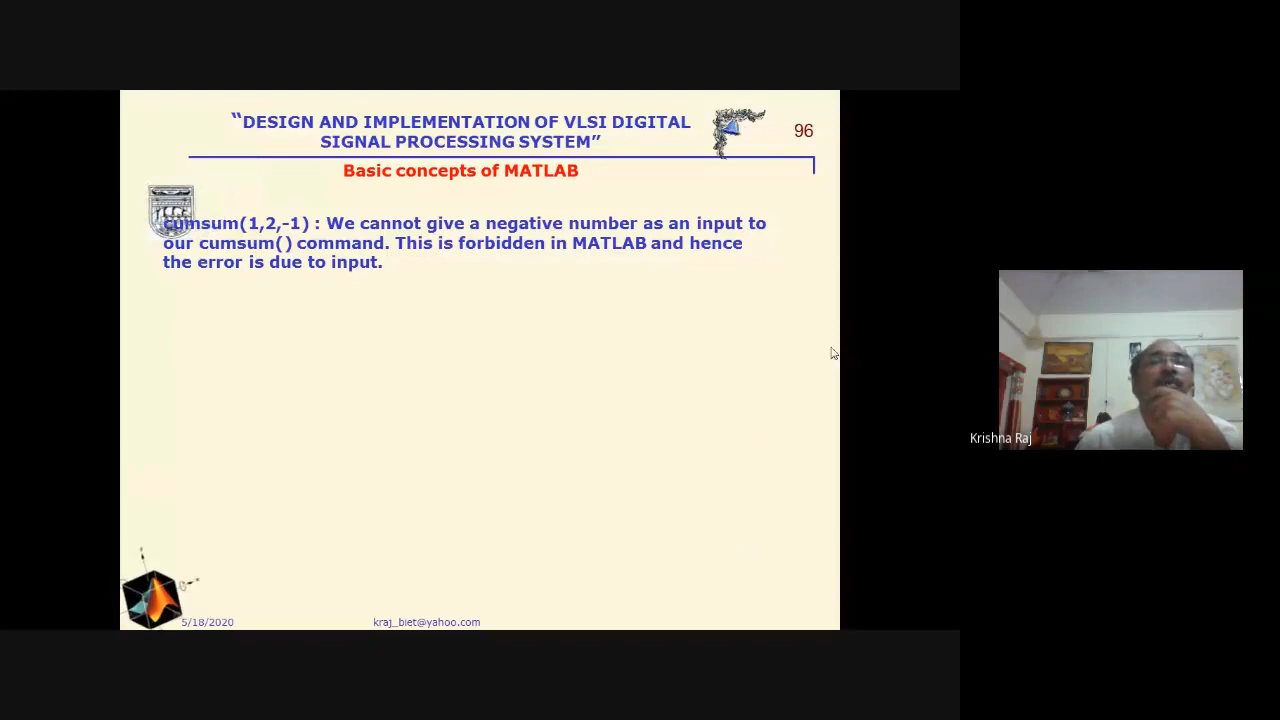 “DESIGN AND IMPLEMENTATION OF VLSI DIGITAL
SIGNAL PROCESSING SYSTEM”
96
Basic concepts of MATLAB
cumsum(1,2,-1) : We cannot give a negative number as an input to
our cumsum() command. This is forbidden in MATLAB and hence
the error is due to input.
Krishna Raj
5/18/2020
kraj_biet@yahoo.com